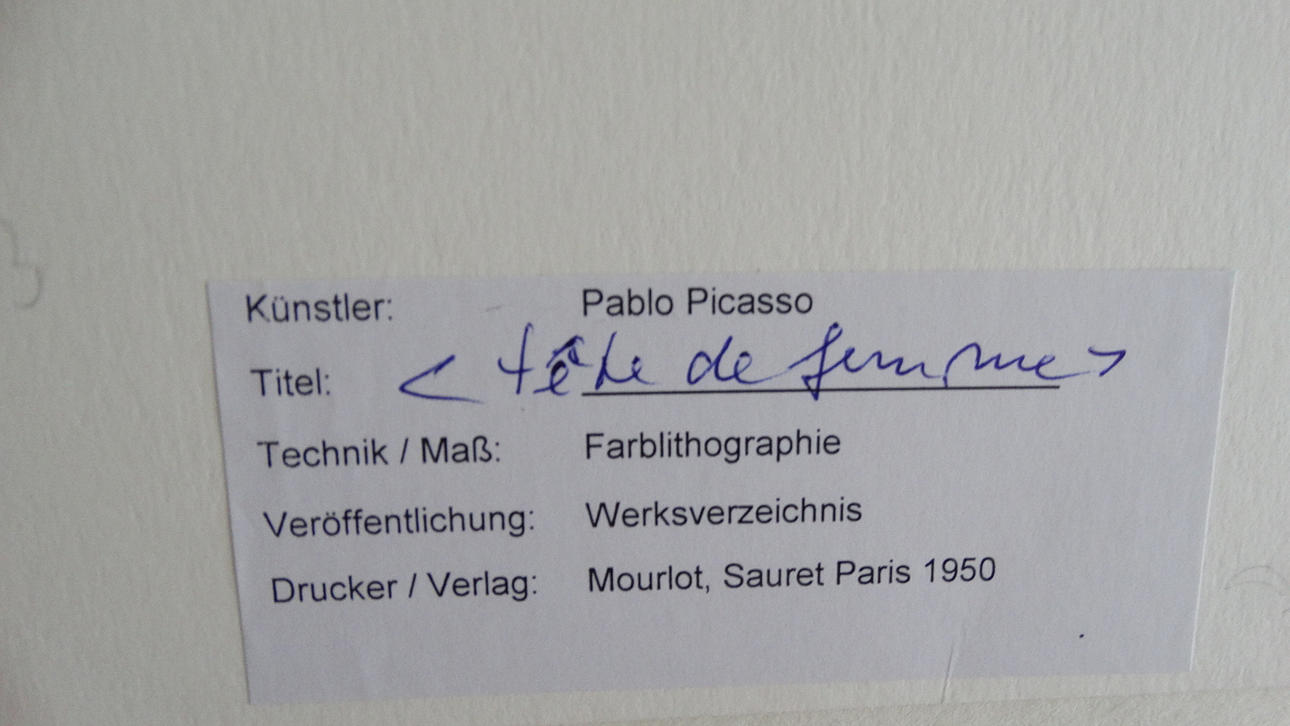 Künstler: Pablo Picasso
Titel: < tête de femme >
Technik / Maß: Farblithographie
Veröffentlichung: Werksverzeichnis
Drucker / Verlag: Mourlot, Sauret Paris 1950